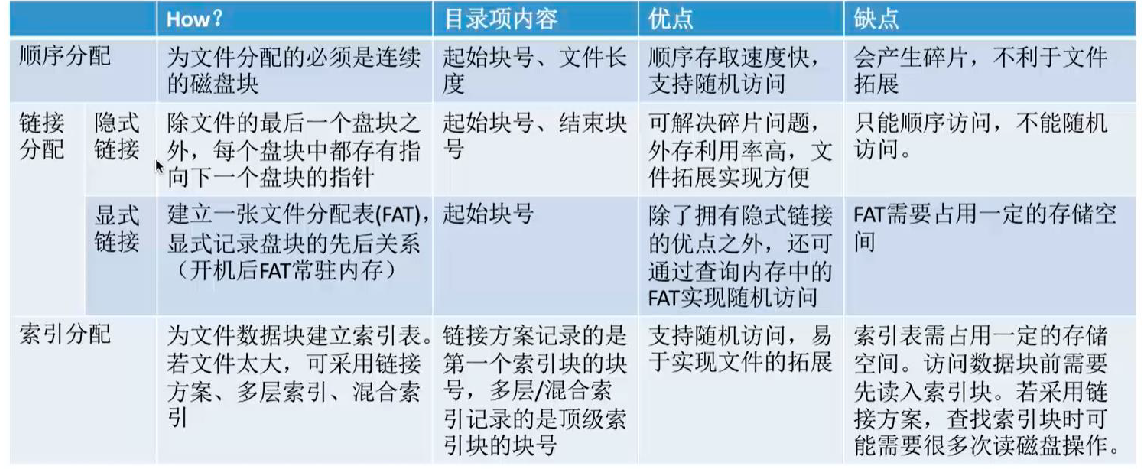 How? 目录项内容 优点 缺点
顺序分配
为文件分配的必须是连续
的磁盘块
起始块号、文件长
度
顺序存取速度快，
支持随机访问
会产生碎片，不利于文件
拓展
链接
分配
隐式
链接
除文件的最后一个盘块之
外，每个盘块中都存有指
向下一个盘块的指针
起始块号、结束块
号
可解决碎片问题，
外存利用率高，文
件拓展实现方便
只能顺序访问，不能随机
访问。
显式
链接
建立一张文件分配表(FAT)，
显式记录盘块的先后关系
（开机后FAT常驻内存）
起始块号
除了拥有隐式链接
的优点之外，还可
通过查询内存中的
FAT实现随机访问
FAT需要占用一定的存储空
间
索引分配
为文件数据块建立索引表。
若文件太大，可采用链接
方案、多层索引、混合索
引
链接方案记录的是
第一个索引块的块
号，多层/混合索
引记录的是顶级索
引块的块号
支持随机访问，易
于实现文件的拓展
索引表需占用一定的存储
空间。访问数据块前需要
先读入索引块。若采用链
接方案，查找索引块时可
能需要很多次读磁盘操作。